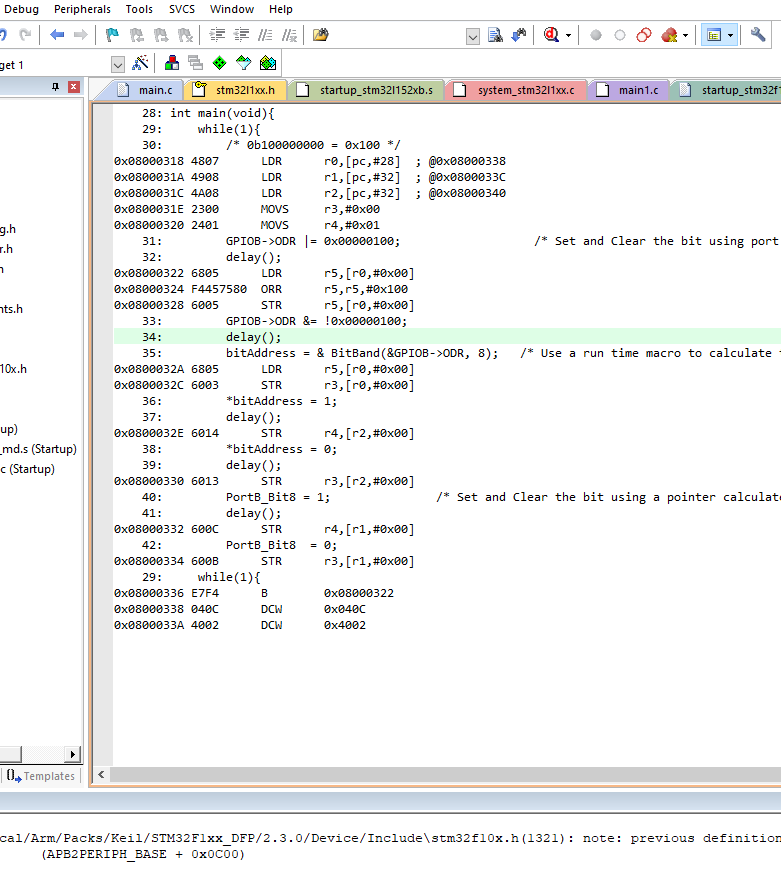 Debug Peripherals Tools SVCS Window Help
get 1
main.c stm32l1xx.h startup_stm32l152xb.s system_stm32l1xx.c main1.c startup_stm32f1
28: int main(void){
29: while(1){
30: /* 0b100000000 = 0x100 */
0x08000318 4807 LDR r0,[pc,#28] ; @0x08000338
0x0800031A 4908 LDR r1,[pc,#32] ; @0x0800033C
0x0800031C 4A08 LDR r2,[pc,#32] ; @0x08000340
0x0800031E 2300 MOVS r3,#0x00
0x08000320 2401 MOVS r4,#0x01
31: GPIOB->ODR |= 0x00000100; /* Set and Clear the bit using port
32: delay();
0x08000322 6805 LDR r5,[r0,#0x00]
0x08000324 F4457580 ORR r5,r5,#0x100
0x08000328 6005 STR r5,[r0,#0x00]
33: GPIOB->ODR &= !0x00000100;
34: delay();
35: bitAddress = & BitBand(&GPIOB->ODR, 8); /* Use a run time macro to calculate
0x0800032A 6805 LDR r5,[r0,#0x00]
0x0800032C 6003 STR r3,[r0,#0x00]
36: *bitAddress = 1;
37: delay();
0x0800032E 6014 STR r4,[r2,#0x00]
38: *bitAddress = 0;
39: delay();
0x08000330 6013 STR r3,[r2,#0x00]
40: PortB_Bit8 = 1; /* Set and Clear the bit using a pointer calculate
41: delay();
0x08000332 600C STR r4,[r1,#0x00]
42: PortB_Bit8 = 0;
0x08000334 600B STR r3,[r1,#0x00]
29: while(1){
0x08000336 E7F4 B 0x08000322
0x08000338 040C DCW 0x040C
0x0800033A 4002 DCW 0x4002
g.h
r.h
nts.h
10x.h
up)
_md.s (Startup)
c (Startup)
Templates
cal/Arm/Packs/Keil/STM32F1xx_DFP/2.3.0/Device/Include\stm32f10x.h(1321): note: previous definition
(APB2PERIPH_BASE + 0x0C00)